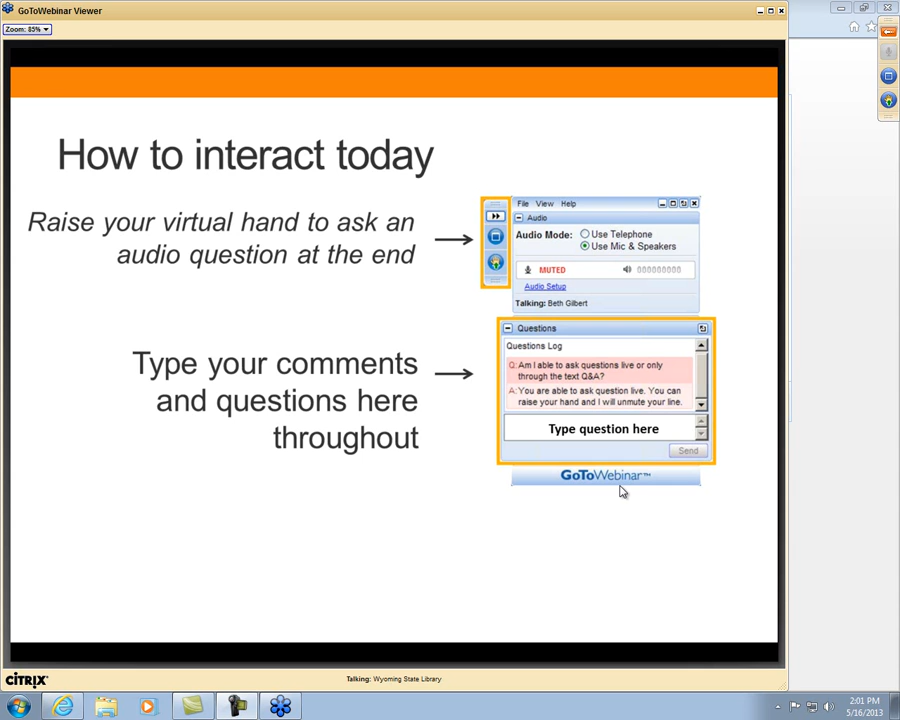 GoToWebinar Viewer
Zoom: 85%
How to interact today
Raise your virtual hand to ask an
audio question at the end
File View Help
Audio
Audio Mode: Use Telephone
Use Mic & Speakers
MUTED
Audio Setup
Talking: Beth Gilbert
Type your comments
and questions here
throughout
Questions
Questions Log
Q: Am I able to ask questions live or only
through the text Q&A?
A: You are able to ask question live. You can
raise your hand and I will unmute your line.
Type question here
Send
GoToWebinar™
CITRIX
Talking: Wyoming State Library
2:01 PM
5/16/2013